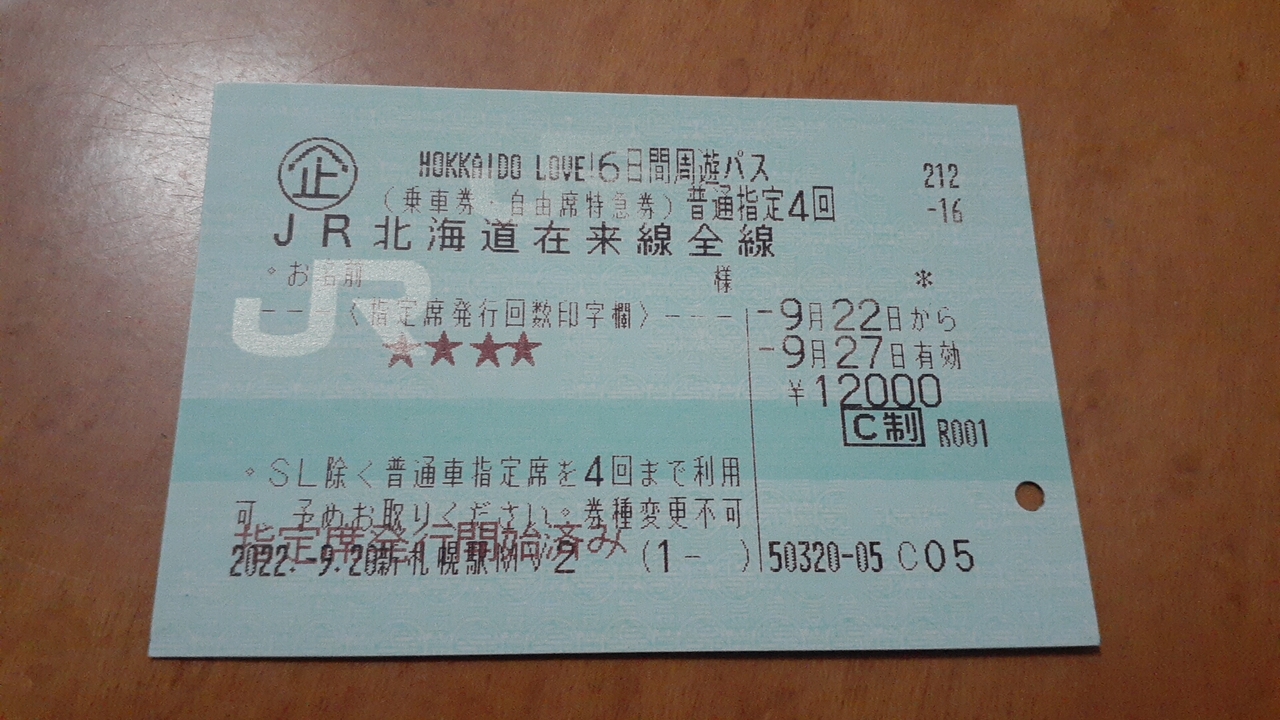 企 HOKKAIDO LOVE!6日間周遊パス 212
(乗車券・自由席特急券)普通指定4回 -16
JR北海道在来線全線
。お名前 様 *
JR
---〈指定席発行回数印字欄〉---
★★★★
-9月22日から
-9月27日有効
¥12000
C制 R001
。SL除く普通車指定席を4回まで利用
可。予めお取りください。券種変更不可
指定席発行開始済み
2022.-9.20新札幌駅MV2 (1- ) 50320-05 C05